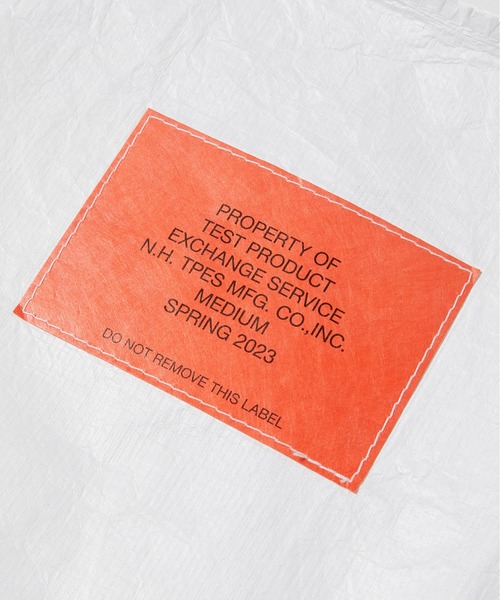 PROPERTY OF
TEST PRODUCT
EXCHANGE SERVICE
N.H. TPES MFG. CO.,INC.
MEDIUM
SPRING 2023
DO NOT REMOVE THIS LABEL